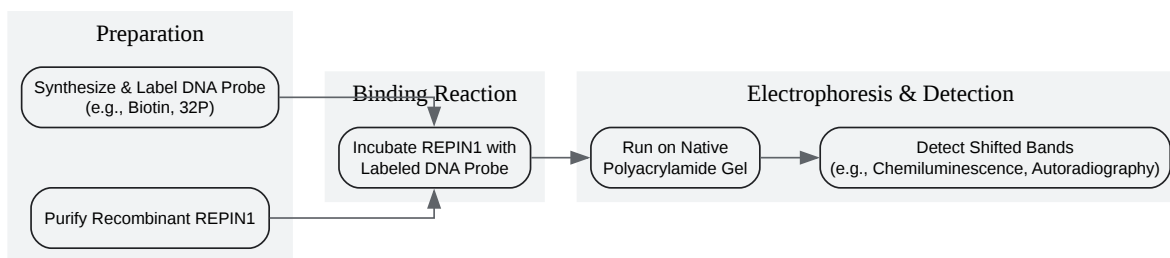 Preparation
Synthesize & Label DNA Probe
(e.g., Biotin, 32P)
Purify Recombinant REPIN1
Binding Reaction
Incubate REPIN1 with
Labeled DNA Probe
Electrophoresis & Detection
Run on Native
Polyacrylamide Gel
Detect Shifted Bands
(e.g., Chemiluminescence, Autoradiography)